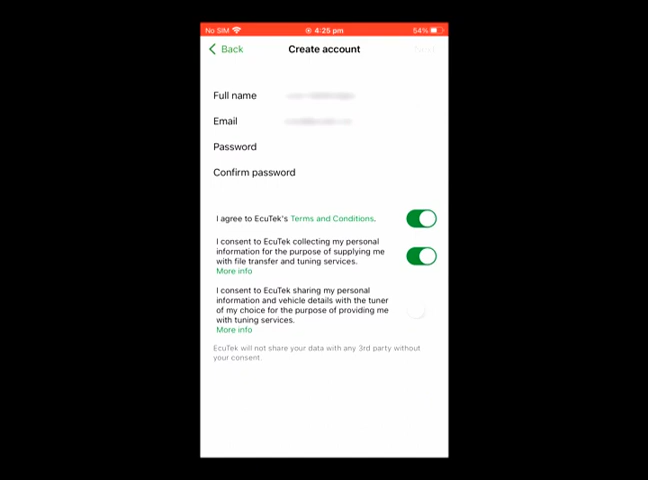 No SIM 4:25 pm 54%
Back Create account
Full name
Email
Password
Confirm password
I agree to EcuTek's Terms and Conditions.
I consent to EcuTek collecting my personal
information for the purpose of supplying me
with file transfer and tuning services.
More info
I consent to EcuTek sharing my personal
information and vehicle details with the tuner
of my choice for the purpose of providing me
with tuning services.
More info
EcuTek will not share your data with any 3rd party without
your consent.